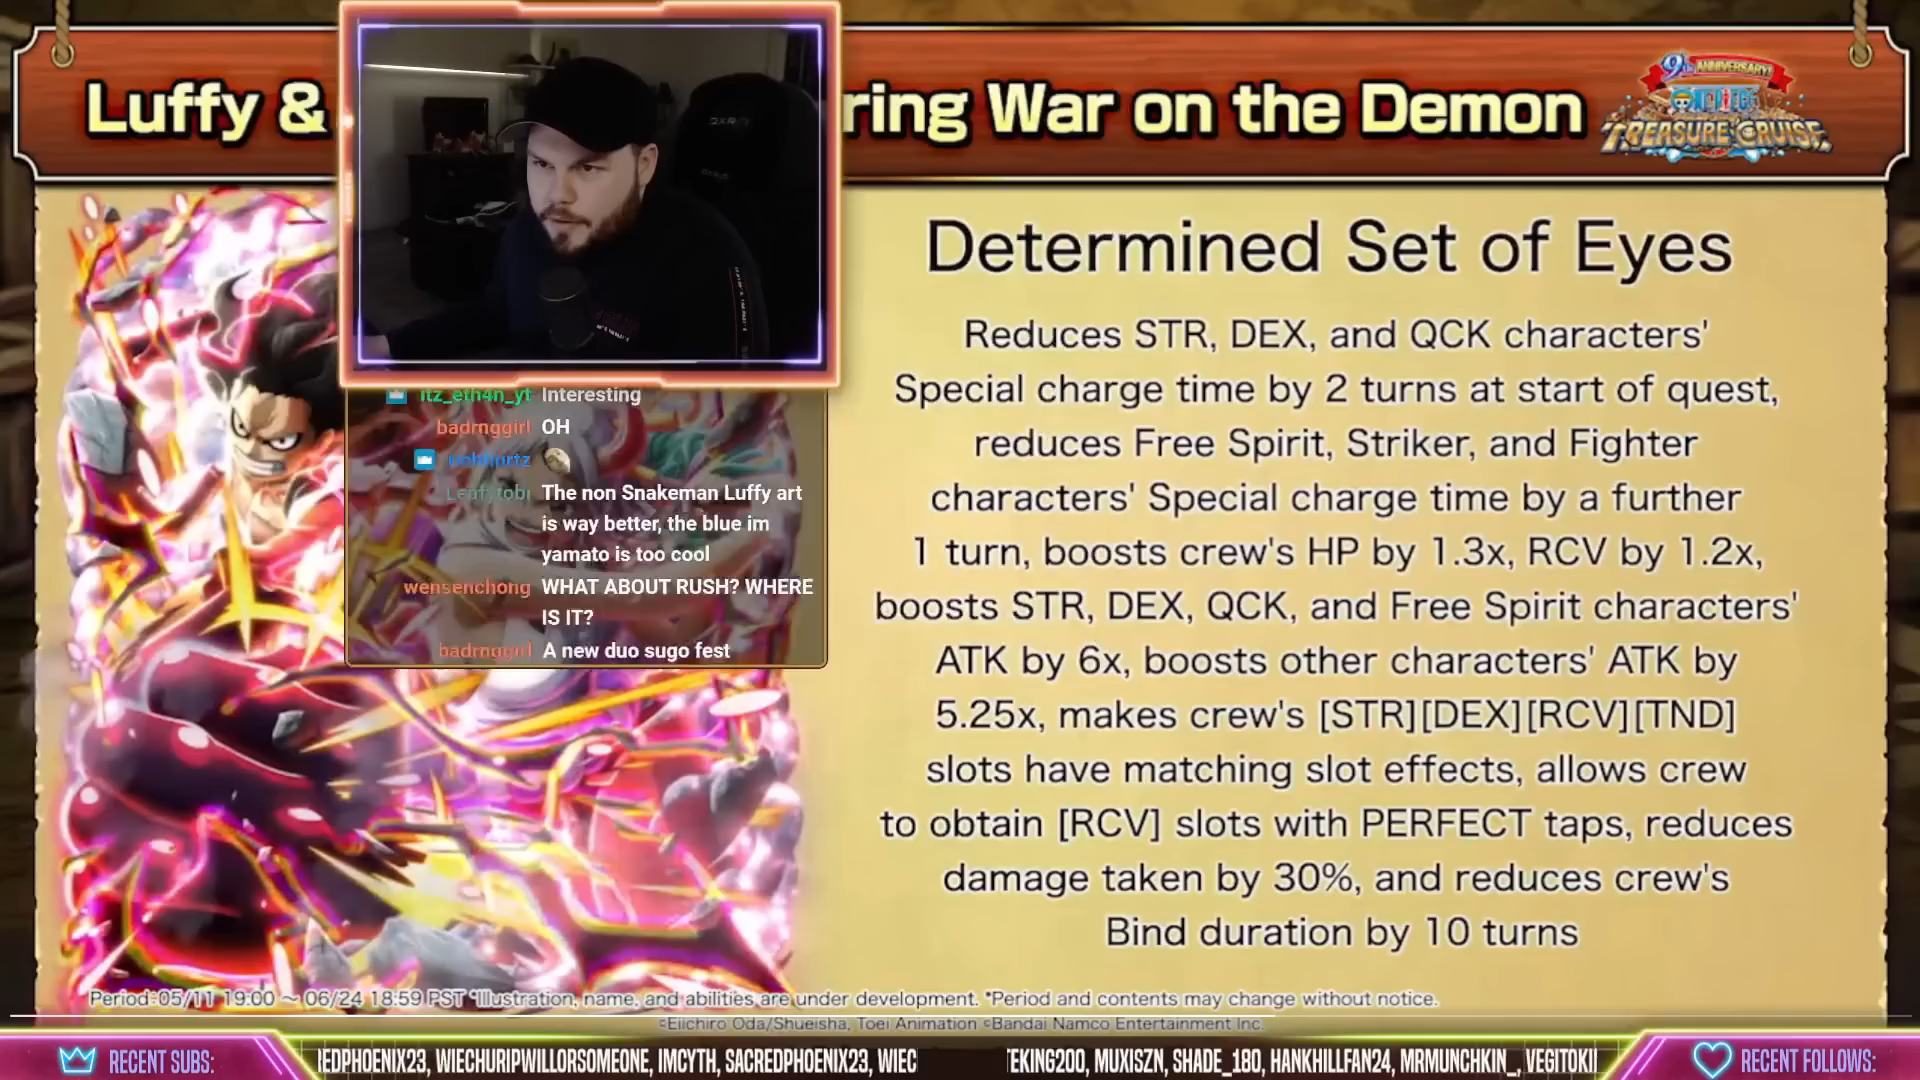 Luffy & ring War on the Demon
9th ANNIVERSARY!
ONE PIECE
TREASURE CRUISE
Determined Set of Eyes
Reduces STR, DEX, and QCK characters'
Special charge time by 2 turns at start of quest,
reduces Free Spirit, Striker, and Fighter
characters' Special charge time by a further
1 turn, boosts crew's HP by 1.3x, RCV by 1.2x,
boosts STR, DEX, QCK, and Free Spirit characters'
ATK by 6x, boosts other characters' ATK by
5.25x, makes crew's [STR][DEX][RCV][TND]
slots have matching slot effects, allows crew
to obtain [RCV] slots with PERFECT taps, reduces
damage taken by 30%, and reduces crew's
Bind duration by 10 turns
itz_eth4n_yt Interesting
badrnggirl OH
The non Snakeman Luffy art
is way better, the blue im
yamato is too cool
wensenchong WHAT ABOUT RUSH? WHERE
IS IT?
badrnggirl A new duo sugo fest
Period:05/11 19:00 ~ 06/24 18:59 PST *Illustration, name, and abilities are under development. *Period and contents may change without notice.
©Eiichiro Oda/Shueisha, Toei Animation ©Bandai Namco Entertainment Inc.
RECENT SUBS: IEDPHOENIX23, WIECHURIPWILLORSOMEONE, IMCYTH, SACREDPHOENIX23, WIEC
TEKING200, MUXISZN, SHADE_180, HANKHILLFAN24, MRMUNCHKIN_, VEGITOKI RECENT FOLLOWS: